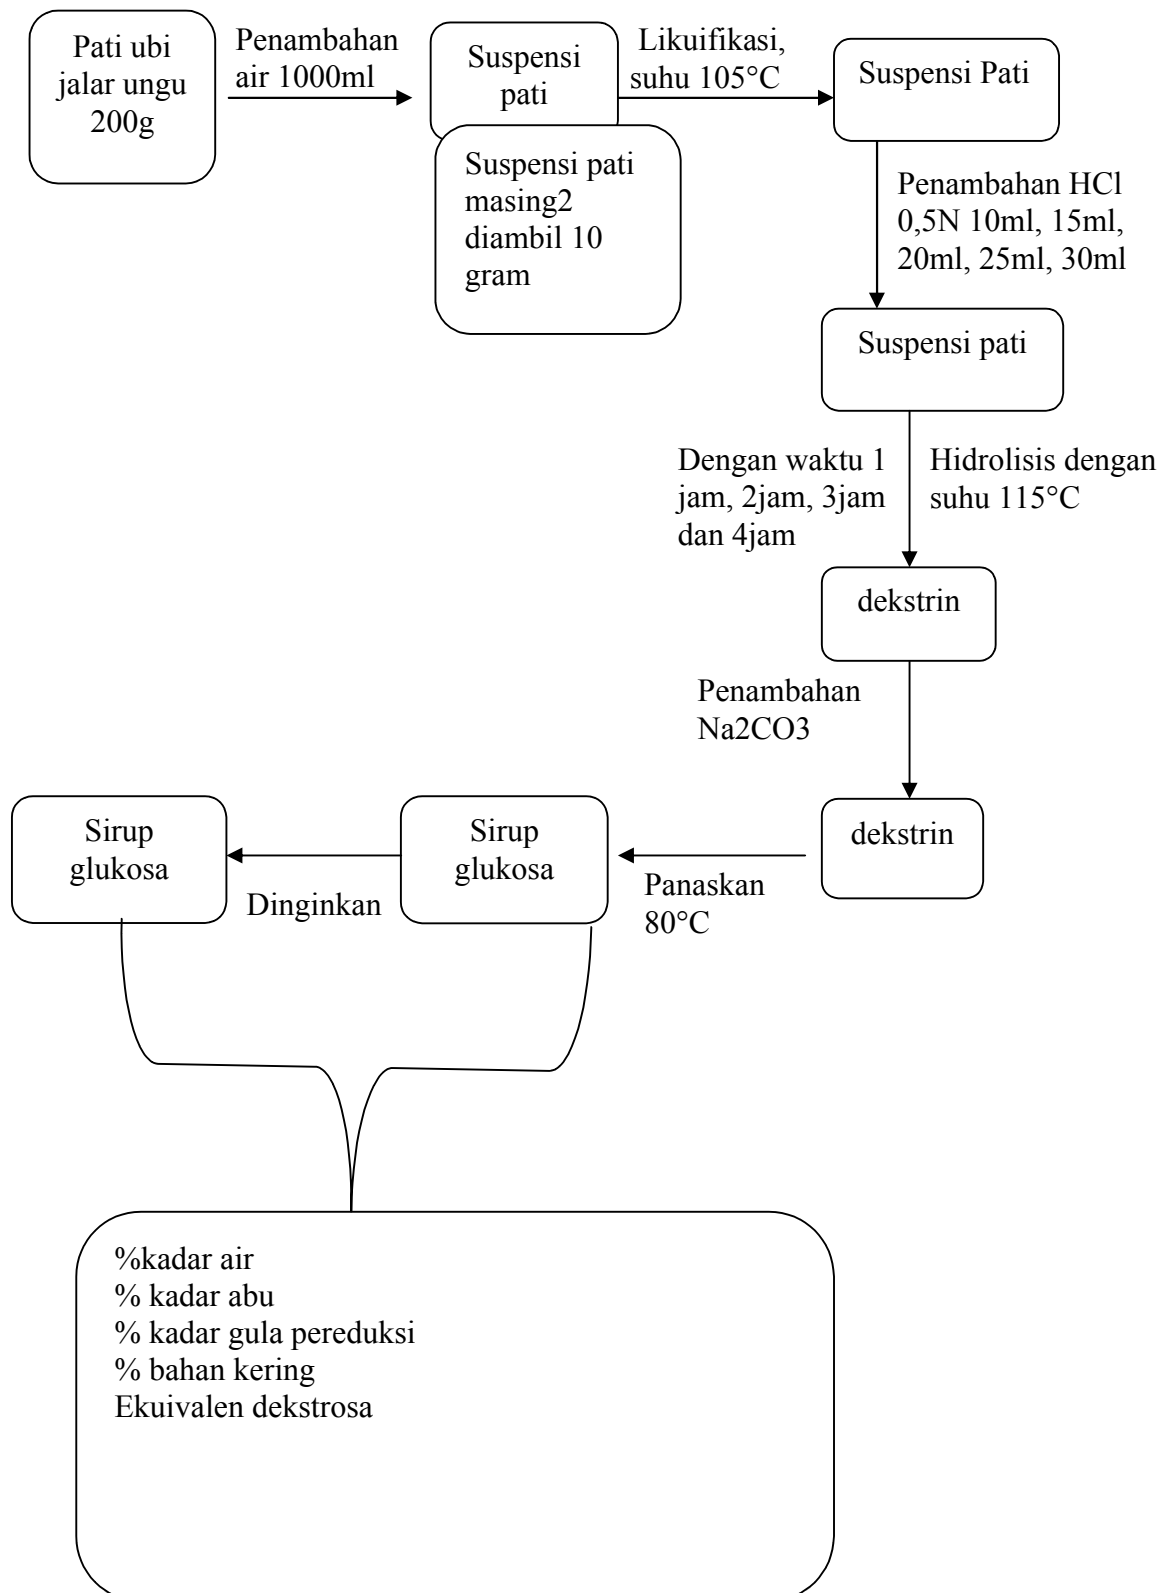 Pati ubi
jalar ungu
200g
Penambahan
air 1000ml
Suspensi
pati
Suspensi pati
masing2
diambil 10
gram
Likuifikasi,
suhu 105°C
Suspensi Pati
Penambahan HCl
0,5N 10ml, 15ml,
20ml, 25ml, 30ml
Suspensi pati
Dengan waktu 1
jam, 2jam, 3jam
dan 4jam
Hidrolisis dengan
suhu 115°C
dekstrin
Penambahan
Na2CO3
dekstrin
Panaskan
80°C
Sirup
glukosa
Dinginkan
Sirup
glukosa
%kadar air
% kadar abu
% kadar gula pereduksi
% bahan kering
Ekuivalen dekstrosa